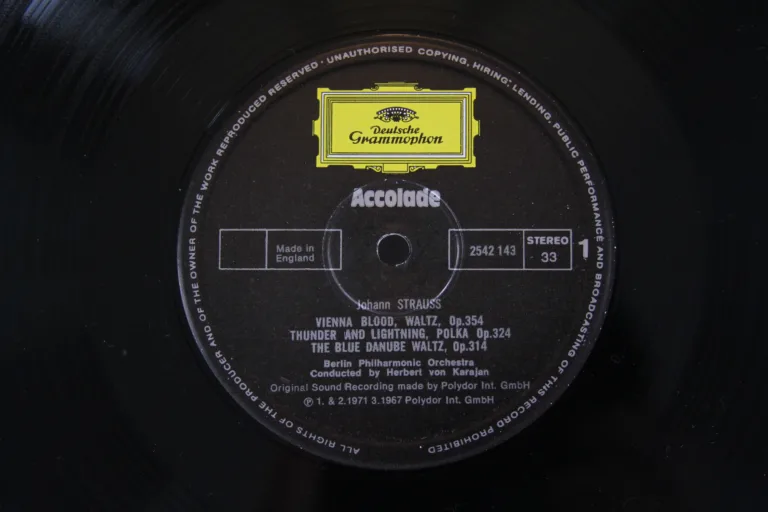 ALL RIGHTS OF THE PRODUCER AND OF THE OWNER OF THE WORK REPRODUCED RESERVED · UNAUTHORISED COPYING, HIRING, LENDING, PUBLIC PERFORMANCE AND BROADCASTING OF THIS RECORD PROHIBITED ·
Deutsche
Grammophon
Accolade
Made in
England
2542 143
STEREO
33
1
Johann STRAUSS
VIENNA BLOOD, WALTZ, Op.354
THUNDER AND LIGHTNING, POLKA Op.324
THE BLUE DANUBE WALTZ, Op.314
Berlin Philharmonic Orchestra
Conducted by Herbert von Karajan
Original Sound Recording made by Polydor Int. GmbH
℗ 1. & 2.1971 3.1967 Polydor Int. GmbH